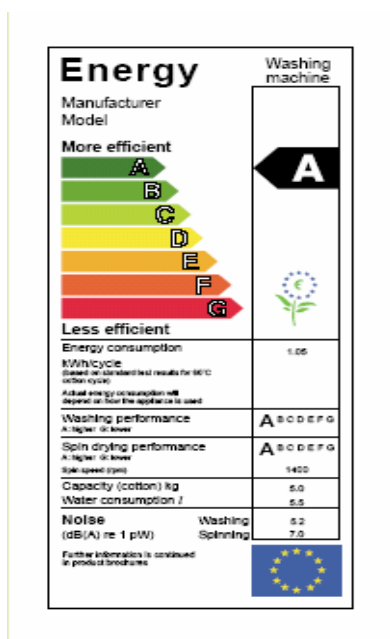 Energy
Washing
machine
Manufacturer
Model
More efficient
A
A
B
C
D
E
F
G
Less efficient
Energy consumption
1.05
kWh/cycle
(based on standard test results for 60°C
cotton cycle)
Actual energy consumption will
depend on how the appliance is used
Washing performance
A: higher G: lower
A B C D E F G
Spin drying performance
A: higher G: lower
A B C D E F G
Spin speed (rpm)
1400
Capacity (cotton) kg
5.0
Water consumption l
5.5
Noise
Washing
5.2
(dB(A) re 1 pW)
Spinning
7.0
Further information is continued
in product brochures